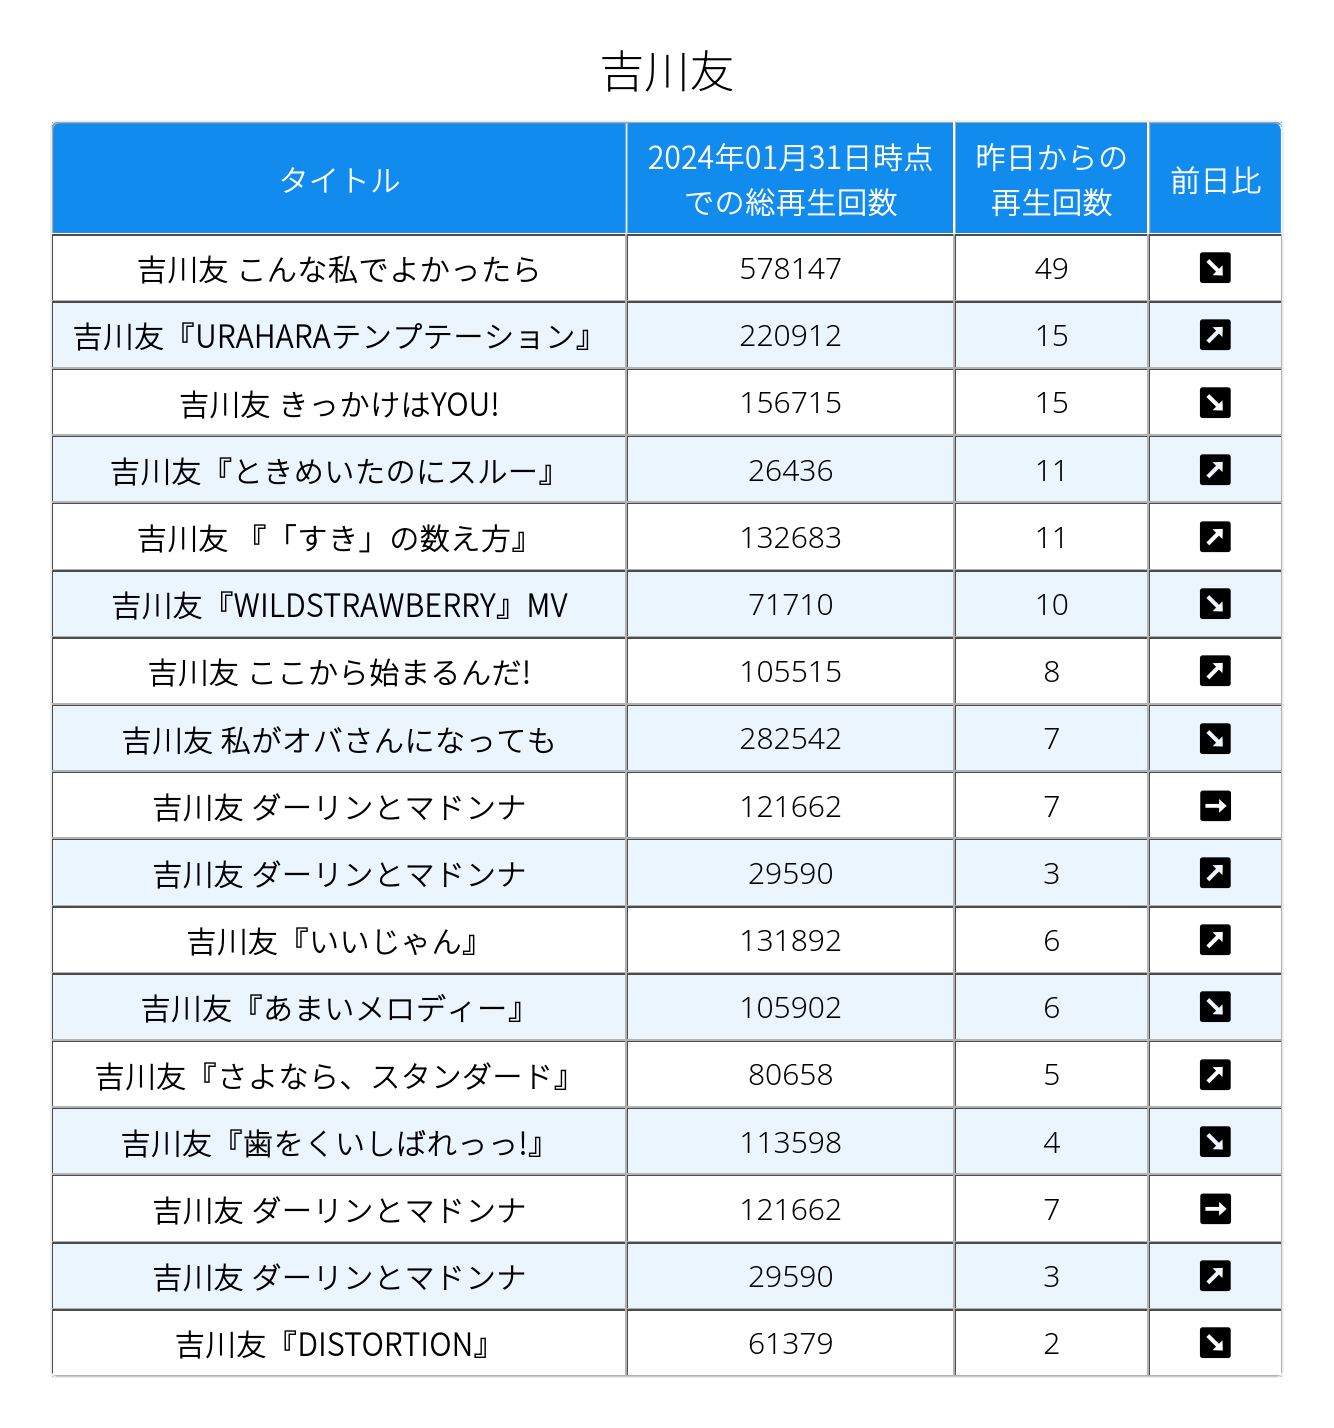 吉川友
タイトル 2024年01月31日時点での総再生回数 昨日からの再生回数 前日比
吉川友 こんな私でよかったら 578147 49 ↘
吉川友『URAHARAテンプテーション』 220912 15 ↗
吉川友 きっかけはYOU! 156715 15 ↘
吉川友『ときめいたのにスルー』 26436 11 ↗
吉川友 『「すき」の数え方』 132683 11 ↗
吉川友『WILDSTRAWBERRY』MV 71710 10 ↘
吉川友 ここから始まるんだ! 105515 8 ↗
吉川友 私がオバさんになっても 282542 7 ↘
吉川友 ダーリンとマドンナ 121662 7 →
吉川友 ダーリンとマドンナ 29590 3 ↗
吉川友『いいじゃん』 131892 6 ↗
吉川友『あまいメロディー』 105902 6 ↘
吉川友『さよなら、スタンダード』 80658 5 ↗
吉川友『歯をくいしばれっっ!』 113598 4 ↘
吉川友 ダーリンとマドンナ 121662 7 →
吉川友 ダーリンとマドンナ 29590 3 ↗
吉川友『DISTORTION』 61379 2 ↘